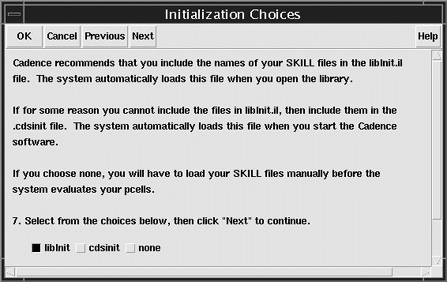 Initialization Choices
OK Cancel Previous Next Help
Cadence recommends that you include the names of your SKILL files in the libInit.il
file. The system automatically loads this file when you open the library.
If for some reason you cannot include the files in libInit.il, then include them in the
.cdsinit file. The system automatically loads this file when you start the Cadence
software.
If you choose none, you will have to load your SKILL files manually before the
system evaluates your pcells.
7. Select from the choices below, then click "Next" to continue.
libInit cdsinit none